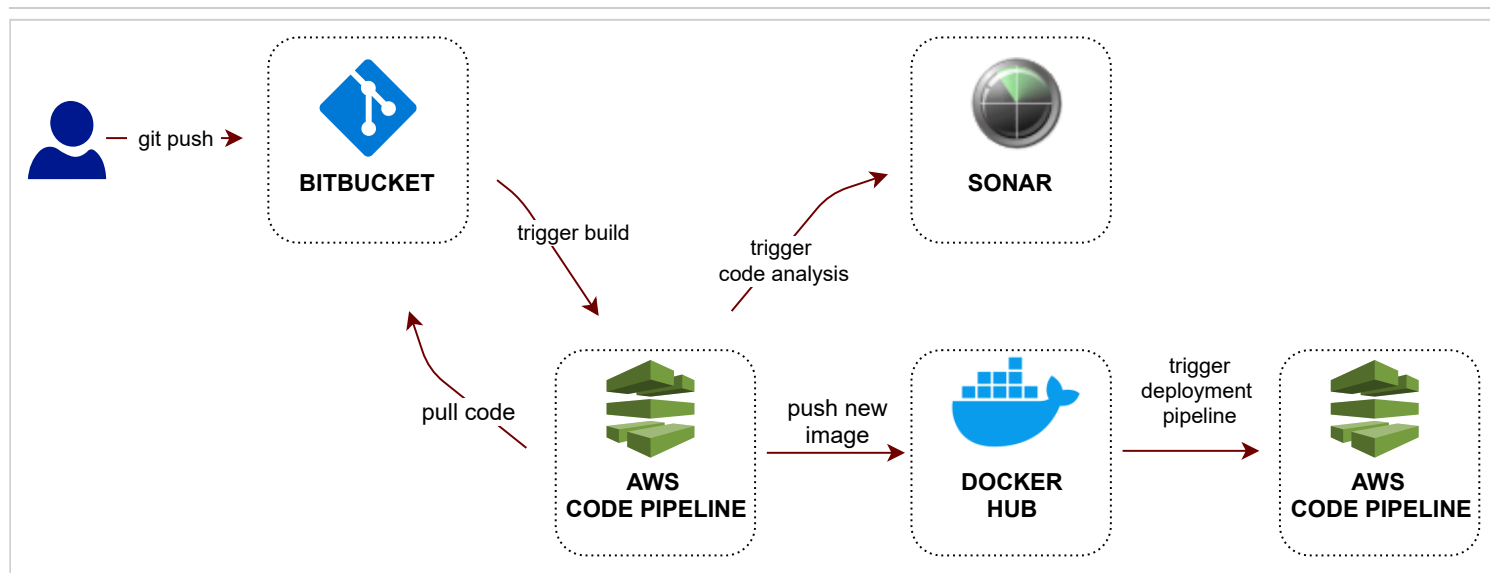 git push
BITBUCKET
SONAR
trigger build
trigger
code analysis
pull code
push new
image
trigger
deployment
pipeline
AWS
CODE PIPELINE
DOCKER
HUB
AWS
CODE PIPELINE